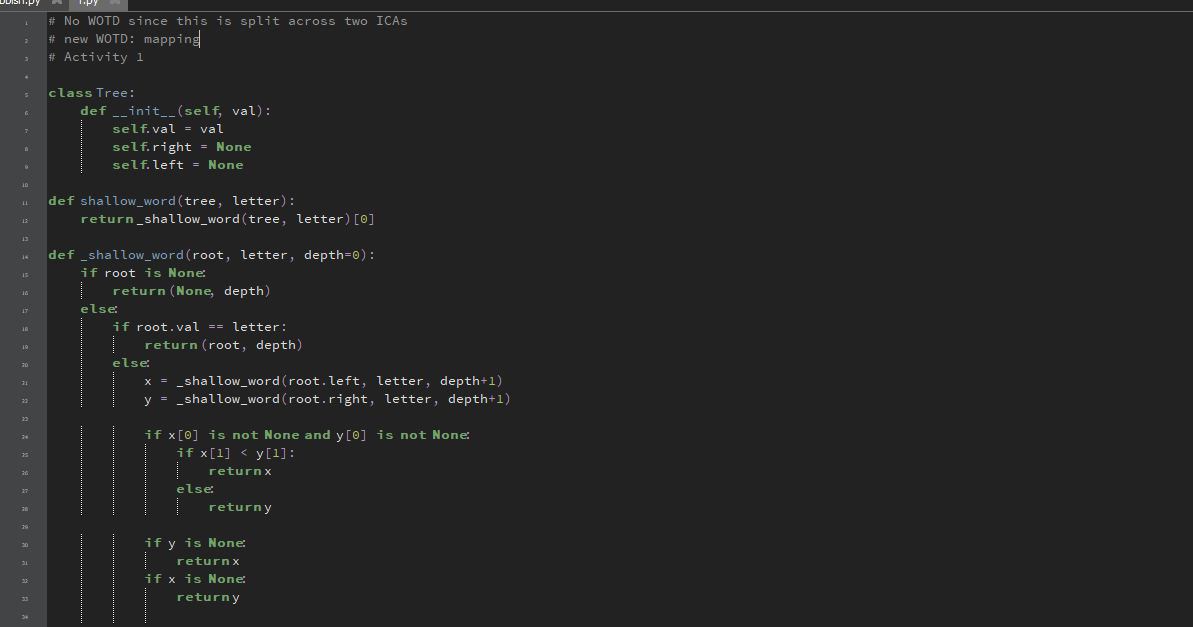 bbish.py
1.py
1 # No WOTD since this is split across two ICAs
2 # new WOTD: mapping
3 # Activity 1
4
5 class Tree:
6     def __init__(self, val):
7         self.val = val
8         self.right = None
9         self.left = None
10
11 def shallow_word(tree, letter):
12     return _shallow_word(tree, letter)[0]
13
14 def _shallow_word(root, letter, depth=0):
15     if root is None:
16         return (None, depth)
17     else:
18         if root.val == letter:
19             return (root, depth)
20         else:
21             x = _shallow_word(root.left, letter, depth+1)
22             y = _shallow_word(root.right, letter, depth+1)
23
24             if x[0] is not None and y[0] is not None:
25                 if x[1] < y[1]:
26                     return x
27                 else:
28                     return y
29
30             if y is None:
31                 return x
32             if x is None:
33                 return y
34